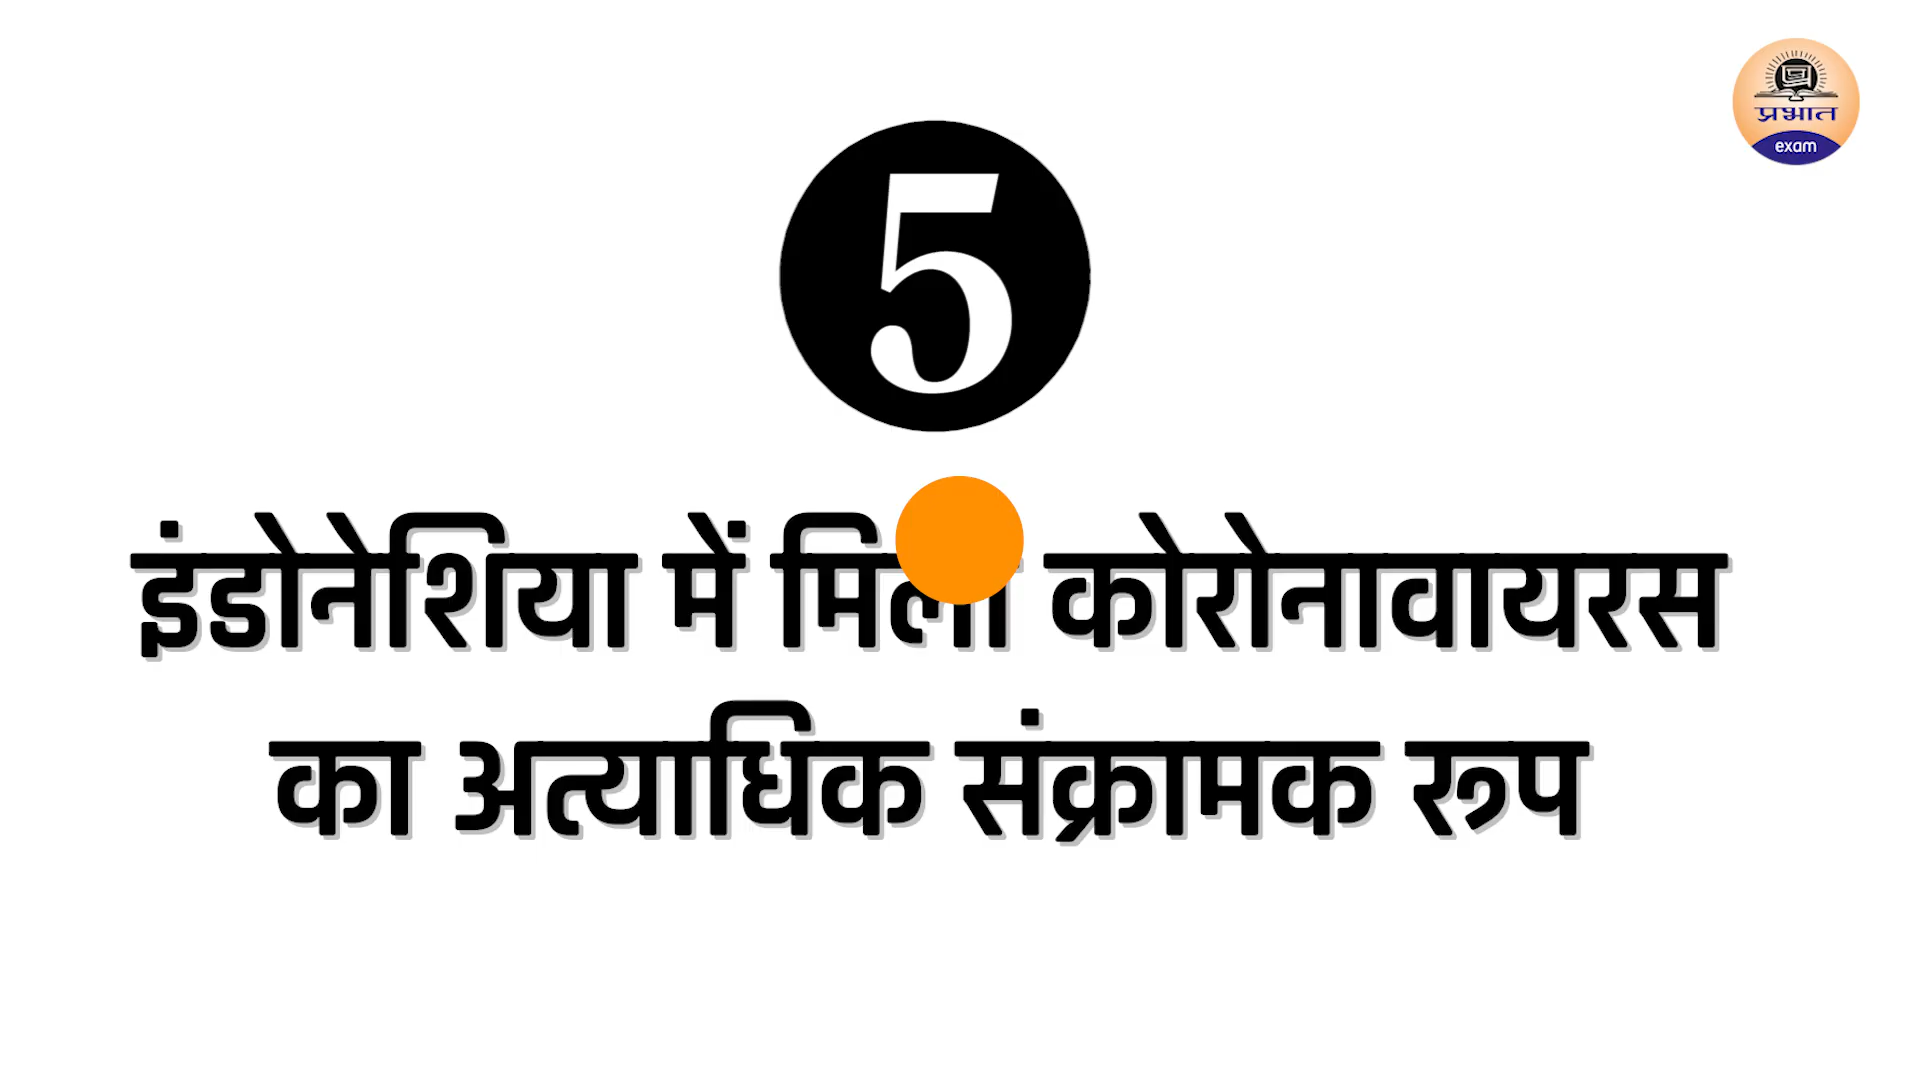 प्रभात
exam
5
इंडोनेशिया में मिला कोरोनावायरस
का अत्याधिक संक्रामक रूप